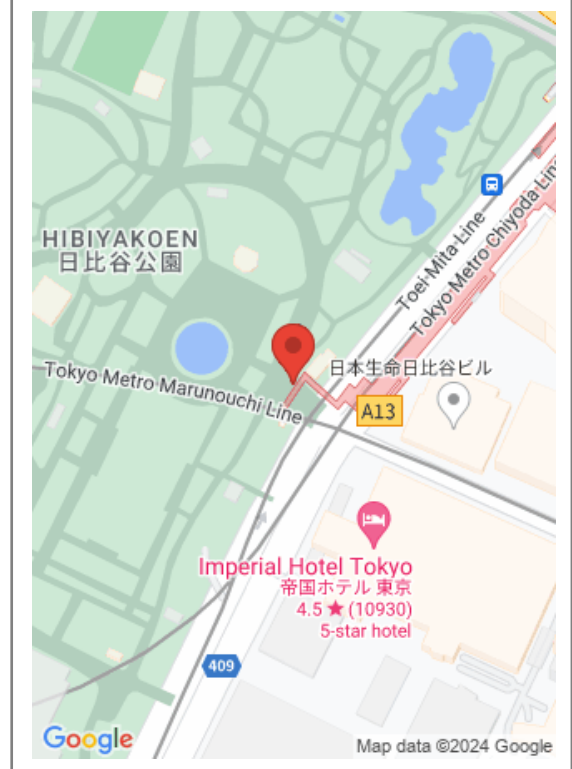 HIBIYAKOEN
日比谷公園
Toei Mita Line
Tokyo Metro Chiyoda Line
Tokyo Metro Marunouchi Line
日本生命日比谷ビル
A13
Imperial Hotel Tokyo
帝国ホテル 東京
4.5★(10930)
5-star hotel
409
Google
Map data ©2024 Google